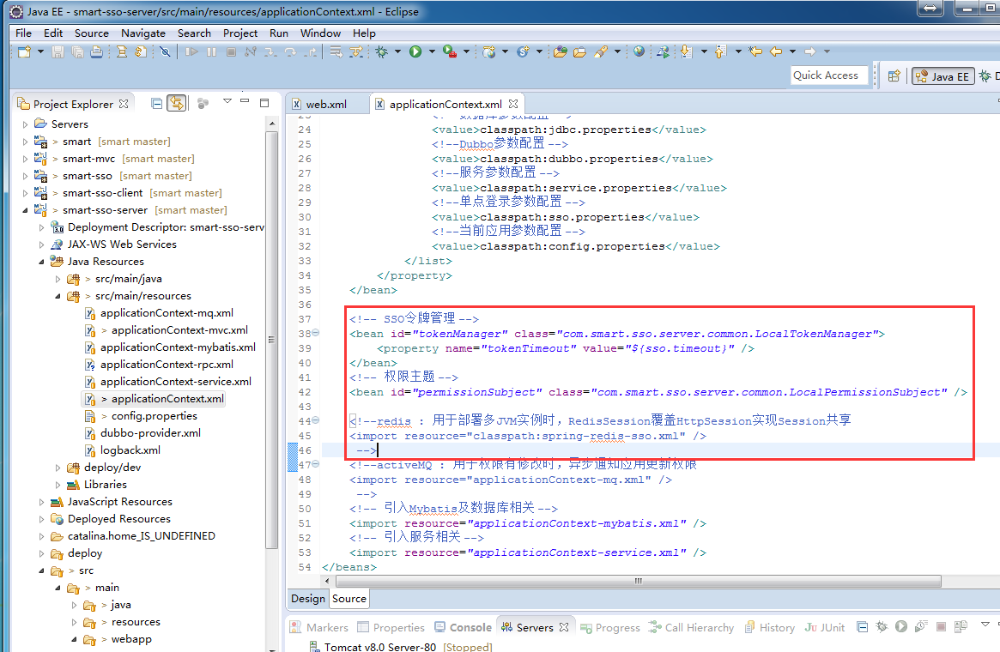 Java EE - smart-sso-server/src/main/resources/applicationContext.xml - Eclipse
File Edit Source Navigate Search Project Run Window Help
Quick Access
Java EE
Project Explorer
Servers
> smart [smart master]
> smart-mvc [smart master]
> smart-sso [smart master]
> smart-sso-client [smart master]
> smart-sso-server [smart master]
Deployment Descriptor: smart-sso-serv
JAX-WS Web Services
Java Resources
> src/main/java
> src/main/resources
applicationContext-mq.xml
> applicationContext-mvc.xml
applicationContext-mybatis.xml
applicationContext-rpc.xml
applicationContext-service.xml
> applicationContext.xml
> config.properties
dubbo-provider.xml
logback.xml
deploy/dev
Libraries
JavaScript Resources
Deployed Resources
catalina.home_IS_UNDEFINED
deploy
> src
> main
> java
> resources
> webapp
web.xml
applicationContext.xml
23 <!--数据库参数配置-->
24 <value>classpath:jdbc.properties</value>
25 <!--Dubbo参数配置-->
26 <value>classpath:dubbo.properties</value>
27 <!--服务参数配置-->
28 <value>classpath:service.properties</value>
29 <!--单点登录参数配置-->
30 <value>classpath:sso.properties</value>
31 <!--当前应用参数配置-->
32 <value>classpath:config.properties</value>
33 </list>
34 </property>
35 </bean>
36
37 <!-- SSO令牌管理-->
38 <bean id="tokenManager" class="com.smart.sso.server.common.LocalTokenManager">
39 <property name="tokenTimeout" value="${sso.timeout}" />
40 </bean>
41 <!-- 权限主题-->
42 <bean id="permissionSubject" class="com.smart.sso.server.common.LocalPermissionSubject" />
43
44 <!--redis : 用于部署多JVM实例时，RedisSession覆盖HttpSession实现Session共享
45 <import resource="classpath:spring-redis-sso.xml" />
46 -->
47 <!--activeMQ : 用于权限有修改时，异步通知应用更新权限
48 <import resource="applicationContext-mq.xml" />
49 -->
50 <!-- 引入Mybatis及数据库相关-->
51 <import resource="applicationContext-mybatis.xml" />
52 <!-- 引入服务相关-->
53 <import resource="applicationContext-service.xml" />
54 </beans>
Design Source
Markers Properties Console Servers Progress Call Hierarchy History JUnit
Tomcat v8.0 Server-80 [Stopped]